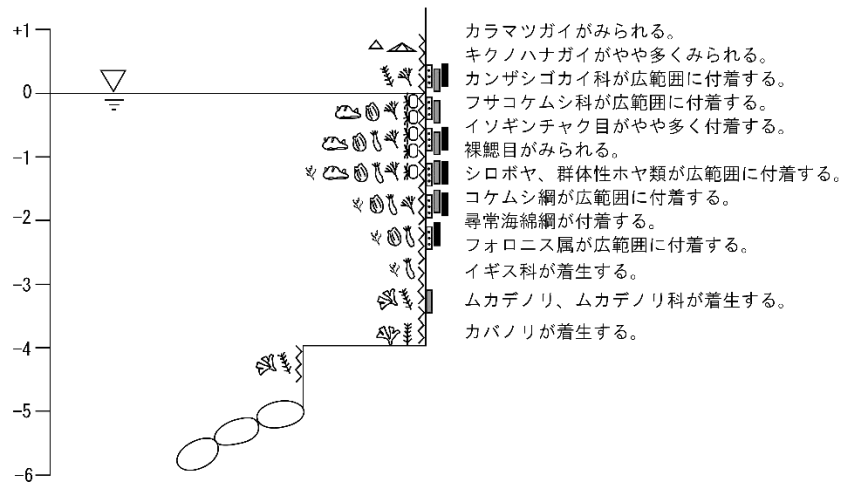 +1
0
−1
−2
−3
−4
−5
−6
カラマツガイがみられる。
キクノハナガイがやや多くみられる。
カンザシゴカイ科が広範囲に付着する。
フサコケムシ科が広範囲に付着する。
イソギンチャク目がやや多く付着する。
裸鰓目がみられる。
シロボヤ、群体性ホヤ類が広範囲に付着する。
コケムシ綱が広範囲に付着する。
尋常海綿綱が付着する。
フォロニス属が広範囲に付着する。
イギス科が着生する。
ムカデノリ、ムカデノリ科が着生する。
カバノリが着生する。